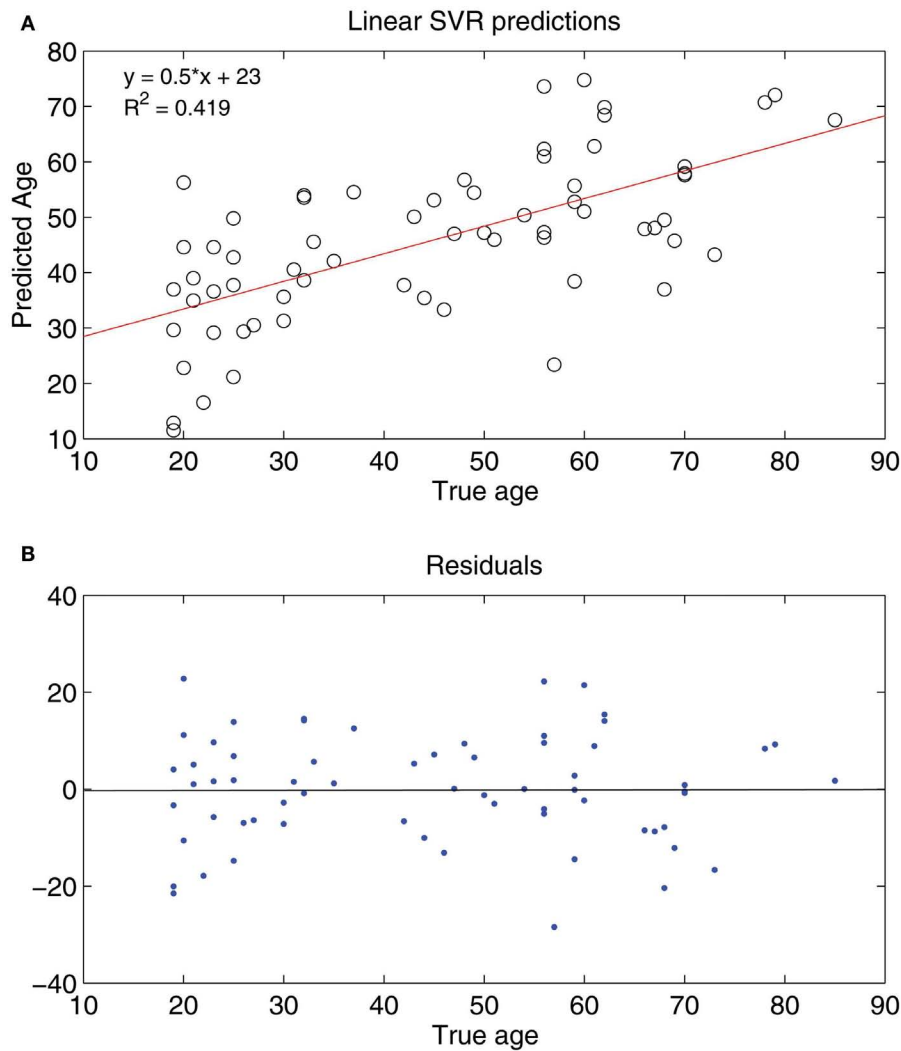 A
Linear SVR predictions
y = 0.5*x + 23
R² = 0.419
80
70
60
50
40
30
20
10
Predicted Age
10 20 30 40 50 60 70 80 90
True age
B
Residuals
40
20
0
−20
−40
10 20 30 40 50 60 70 80 90
True age